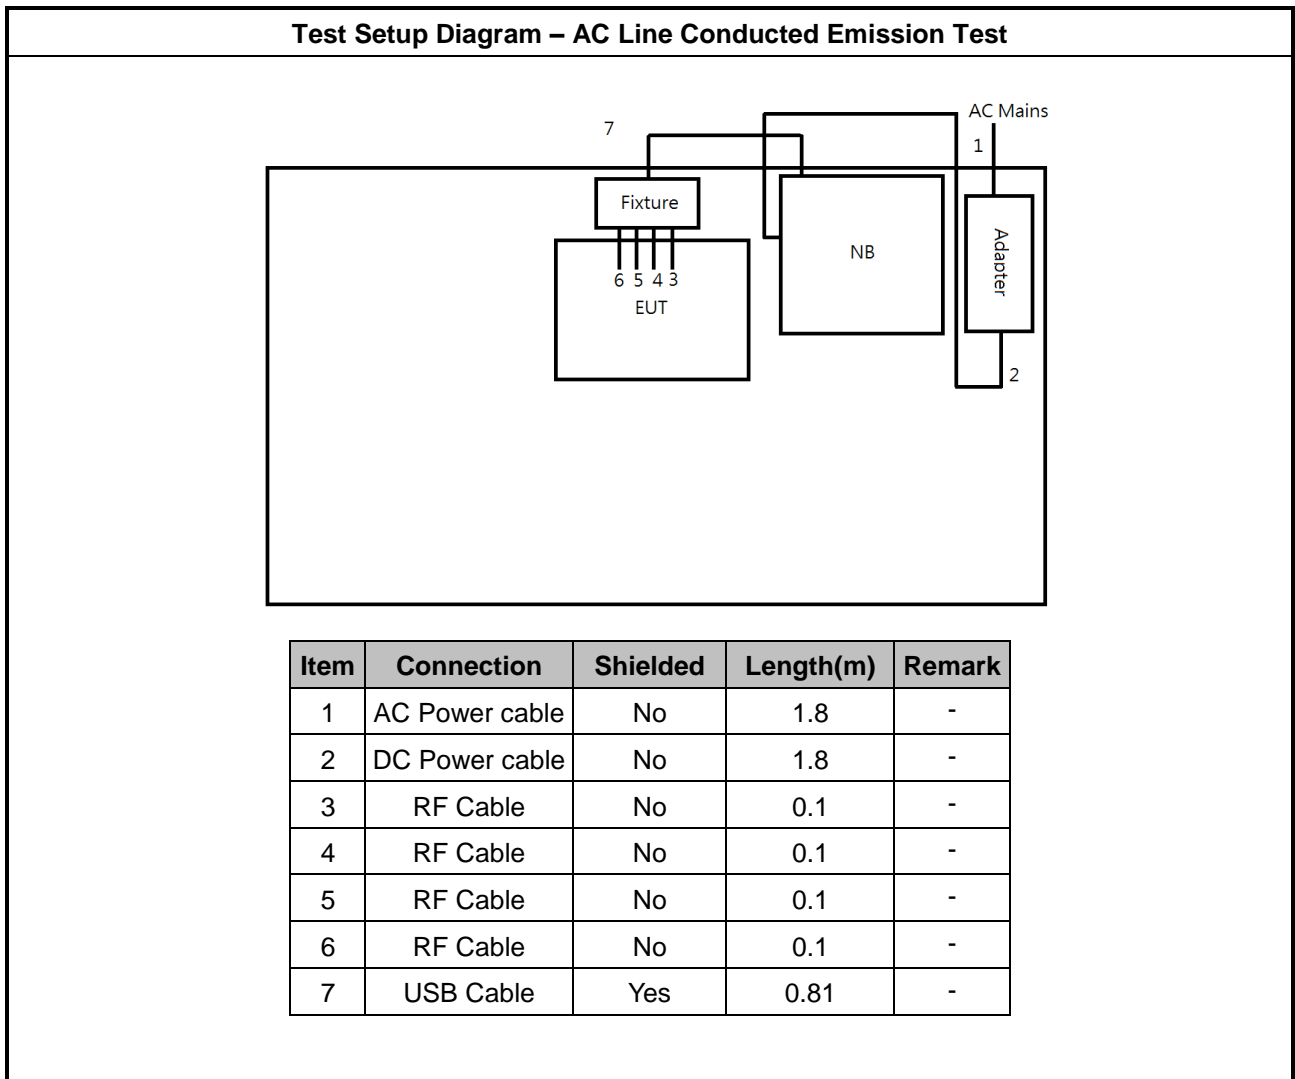 Test Setup Diagram – AC Line Conducted Emission Test
AC Mains
7
1
Fixture
Adapter
NB
6 5 4 3
EUT
2
Item Connection Shielded Length(m) Remark
1 AC Power cable No 1.8 -
2 DC Power cable No 1.8 -
3 RF Cable No 0.1 -
4 RF Cable No 0.1 -
5 RF Cable No 0.1 -
6 RF Cable No 0.1 -
7 USB Cable Yes 0.81 -